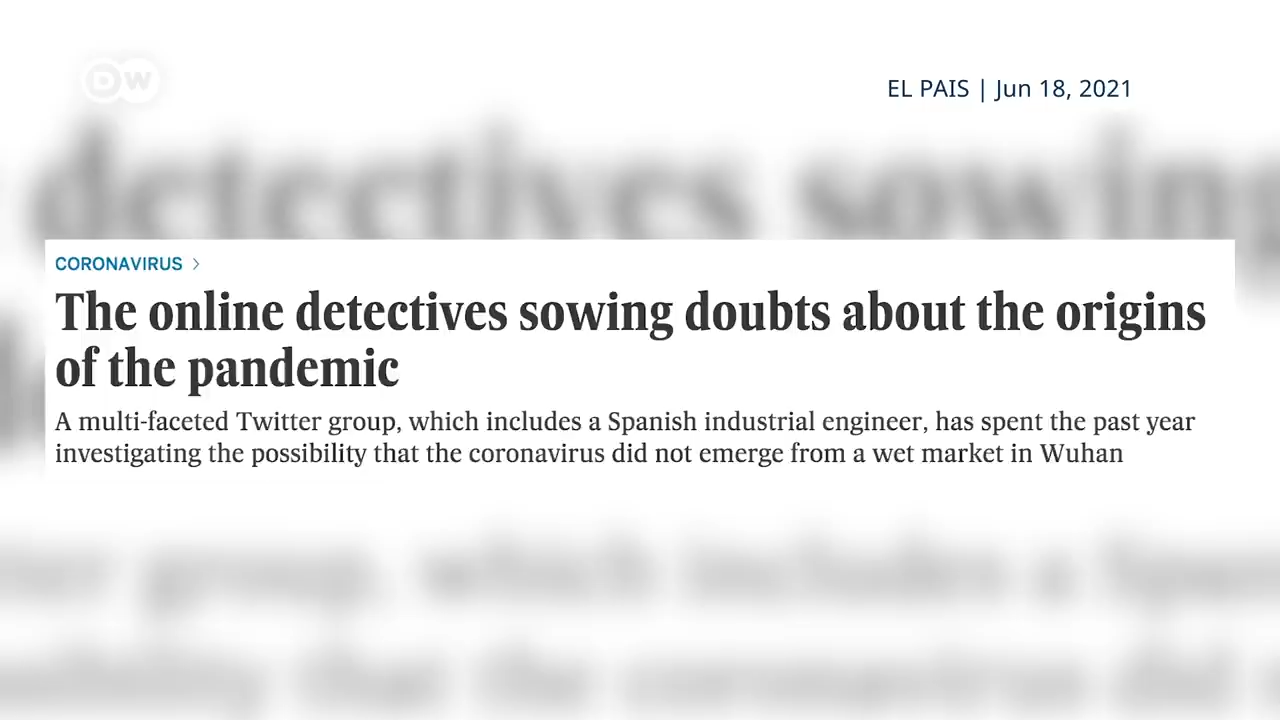 DW
EL PAIS | Jun 18, 2021
detectives sowing
CORONAVIRUS >
The online detectives sowing doubts about the origins
of the pandemic
A multi-faceted Twitter group, which includes a Spanish industrial engineer, has spent the past year
investigating the possibility that the coronavirus did not emerge from a wet market in Wuhan